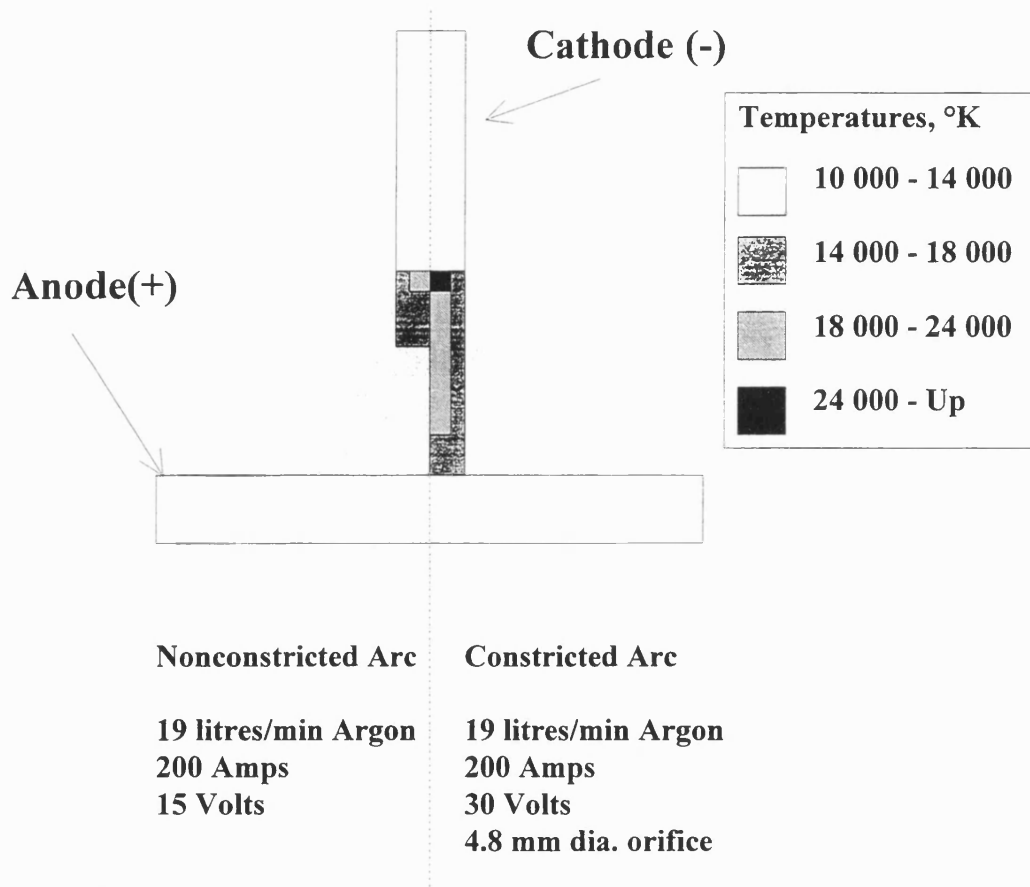 Cathode (-)
Temperatures, °K
10 000 - 14 000
14 000 - 18 000
18 000 - 24 000
24 000 - Up
Anode(+)
Nonconstricted Arc
19 litres/min Argon
200 Amps
15 Volts
Constricted Arc
19 litres/min Argon
200 Amps
30 Volts
4.8 mm dia. orifice